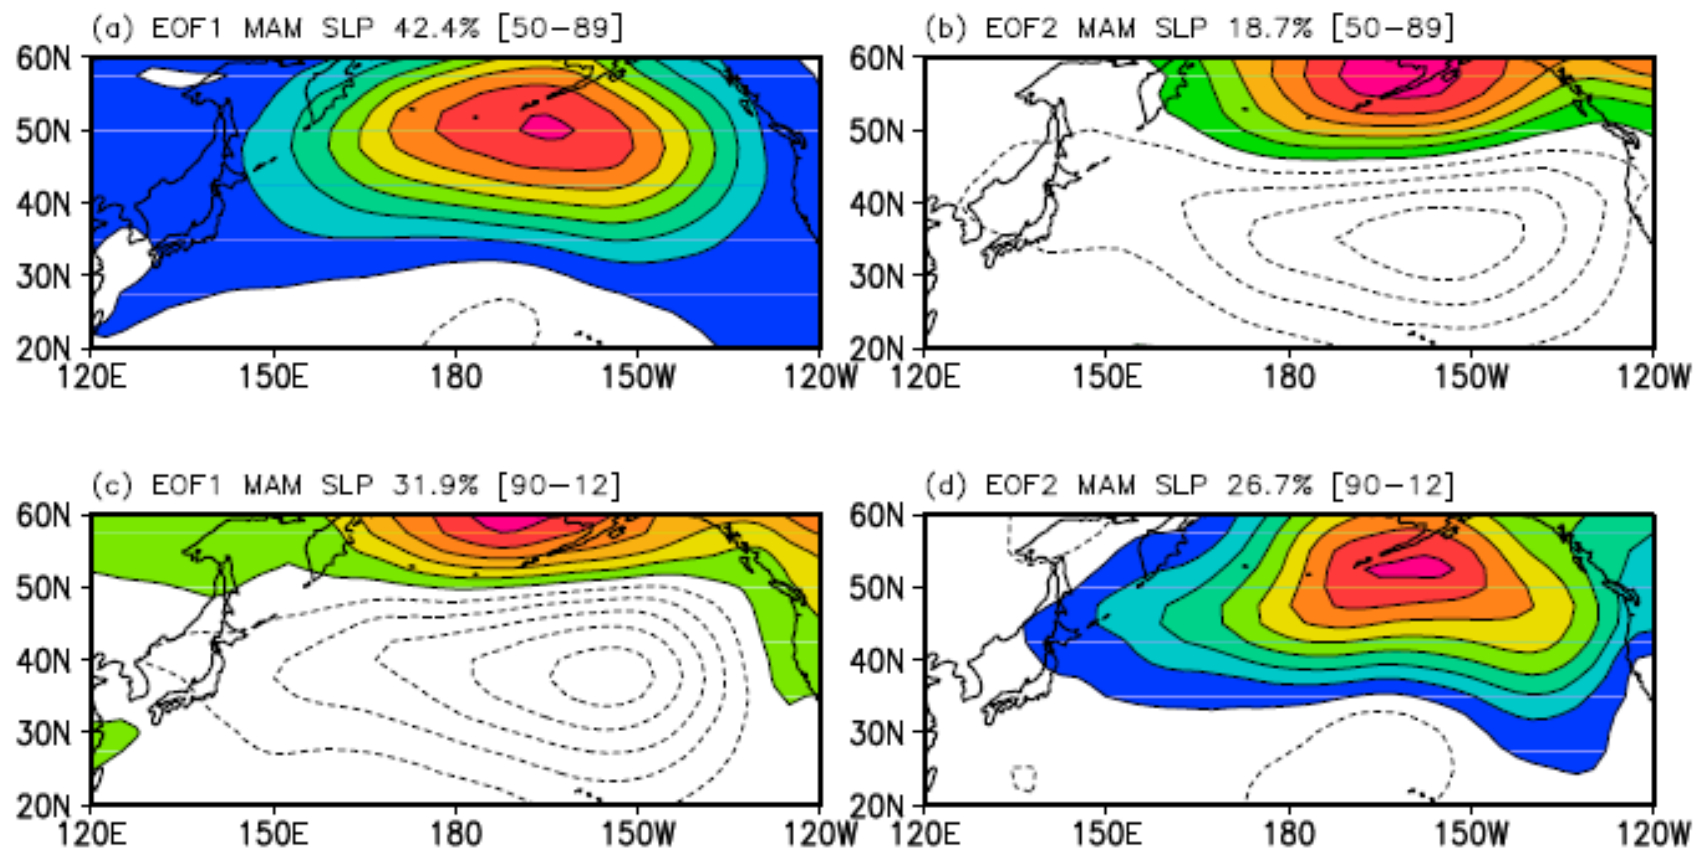 (a) EOF1 MAM SLP 42.4% [50−89]
60N
50N
40N
30N
20N
120E 150E 180 150W 120W
(b) EOF2 MAM SLP 18.7% [50−89]
60N
50N
40N
30N
20N
120E 150E 180 150W 120W
(c) EOF1 MAM SLP 31.9% [90−12]
60N
50N
40N
30N
20N
120E 150E 180 150W 120W
(d) EOF2 MAM SLP 26.7% [90−12]
60N
50N
40N
30N
20N
120E 150E 180 150W 120W